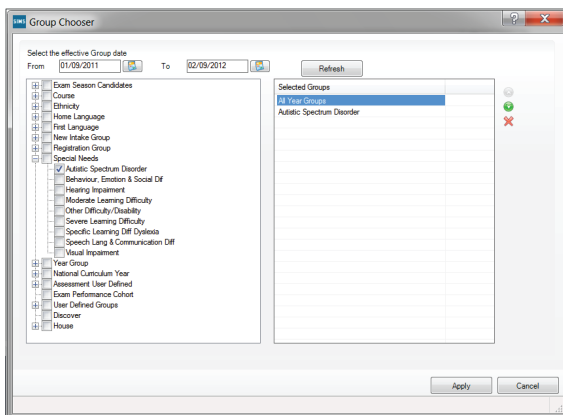 SIMS Group Chooser
Select the effective Group date
From 01/09/2011 To 02/09/2012 Refresh
Exam Season Candidates
Course
Ethnicity
Home Language
First Language
New Intake Group
Registration Group
Special Needs
Autistic Spectrum Disorder
Behaviour, Emotion & Social Dif
Hearing Impairment
Moderate Learning Difficulty
Other Difficulty/Disability
Severe Learning Difficulty
Specific Learning Diff Dyslexia
Speech Lang & Communication Diff
Visual Impairment
Year Group
National Curriculum Year
Assessment User Defined
Exam Performance Cohort
User Defined Groups
Discover
House
Selected Groups
All Year Groups
Autistic Spectrum Disorder
Apply Cancel